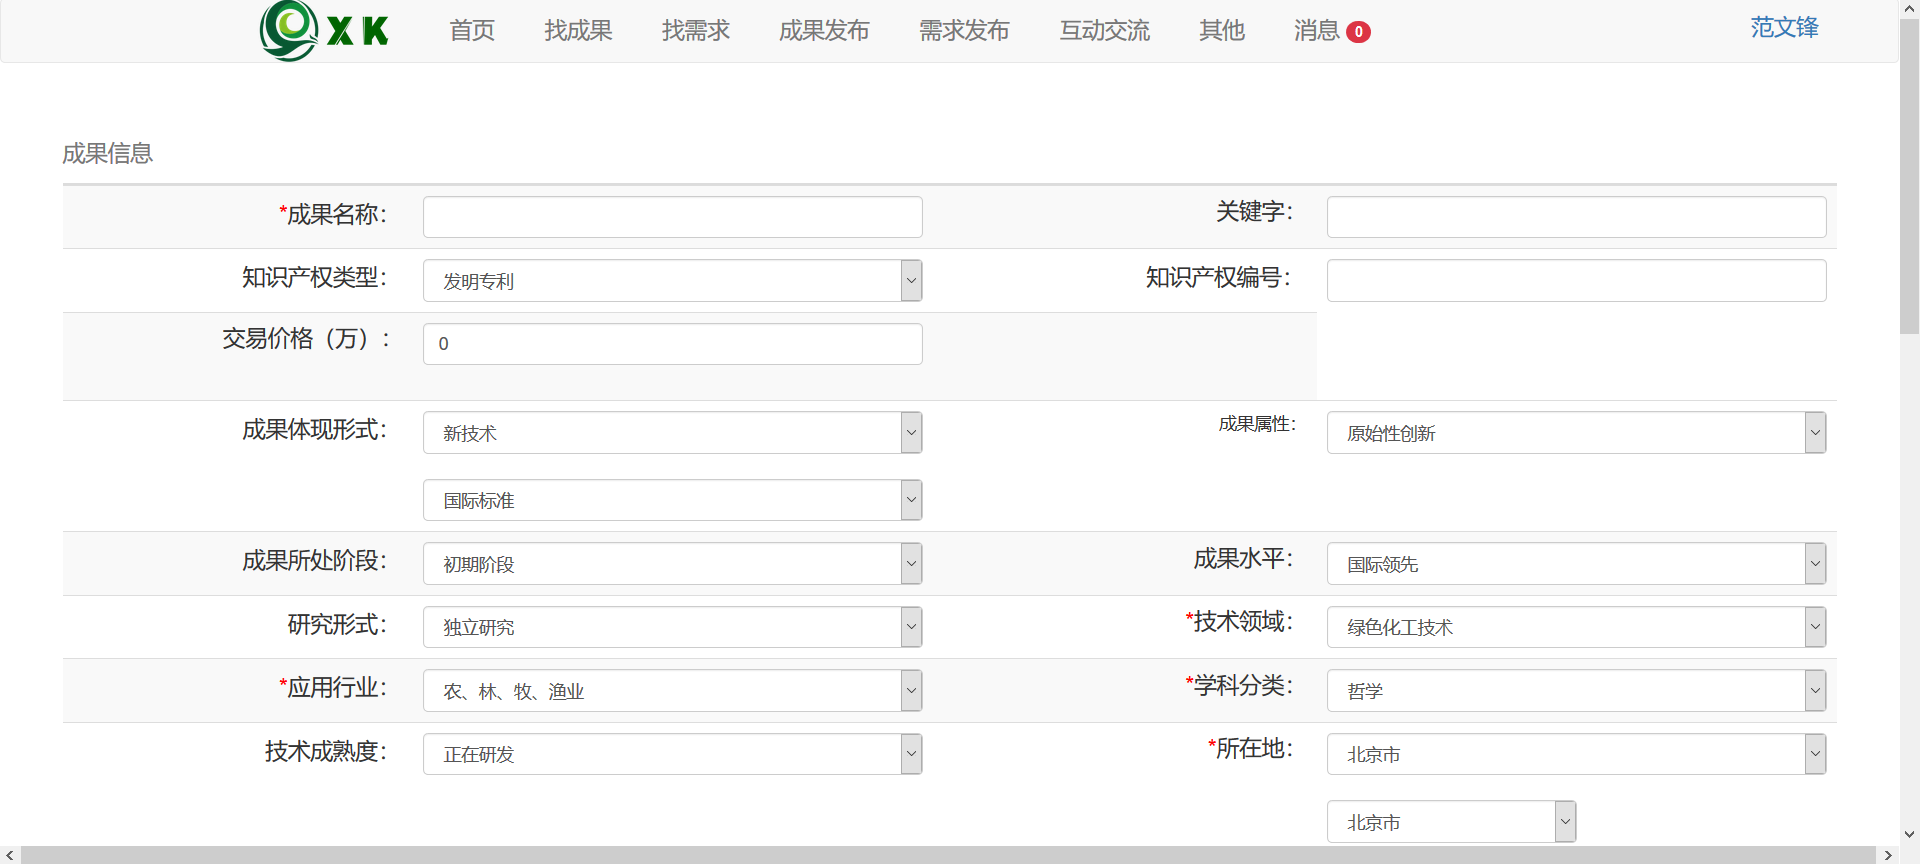 XK 首页 找成果 找需求 成果发布 需求发布 互动交流 其他 消息 0 范文锋
成果信息
*成果名称： 关键字：
知识产权类型： 发明专利 知识产权编号：
交易价格（万）： 0
成果体现形式： 新技术 成果属性： 原始性创新
国际标准
成果所处阶段： 初期阶段 成果水平： 国际领先
研究形式： 独立研究 *技术领域： 绿色化工技术
*应用行业： 农、林、牧、渔业 *学科分类： 哲学
技术成熟度： 正在研发 *所在地： 北京市
北京市